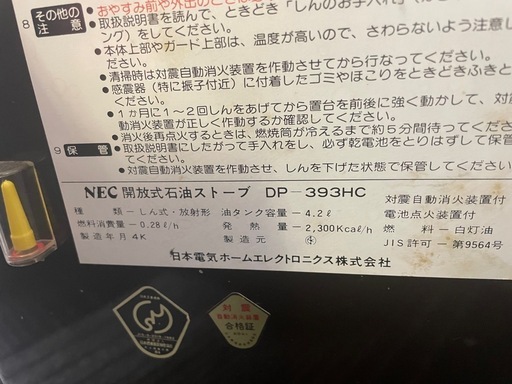 おやすみ前や外出のときは
8 その他の注意
取扱説明書を読んで、ときどき「しんのお手入れ」(
ング)をしてください。
●本体上部やガード上部は、温度が高いので、さわらないよう注意し
ださい。
●清掃時は対震自動消火装置を作動させてから行なってください。
●感震器(特に振子付近)に付着したゴミやほこりをときどきふきと
ください。
●1か月に1~2回しんをあげてから置台を前後に強く動かして、対
動消火装置が正しく作動するか確認してください。
●消火後再点火するときは、燃焼筒が冷えるまで約5分間待ってくださ
9 保管
●取扱説明書にしたがって手入れをし、必ず乾電池をとりはずして保管
てください。
対震自動消火装置を作動させ、しんを下げた状態で保管してください。
NEC 開放式石油ストーブ DP-393HC
対震自動消火装置付
種類-しん式・放射形 油タンク容量-4.2ℓ
電池点火装置付
燃料消費量-0.28ℓ/h 発熱量-2,300Kcal/h
燃料-白灯油
製造年月4K 製造元
JIS許可-第9564号
日本電気ホームエレクトロニクス株式会社
対震
自動消火装置
合格証